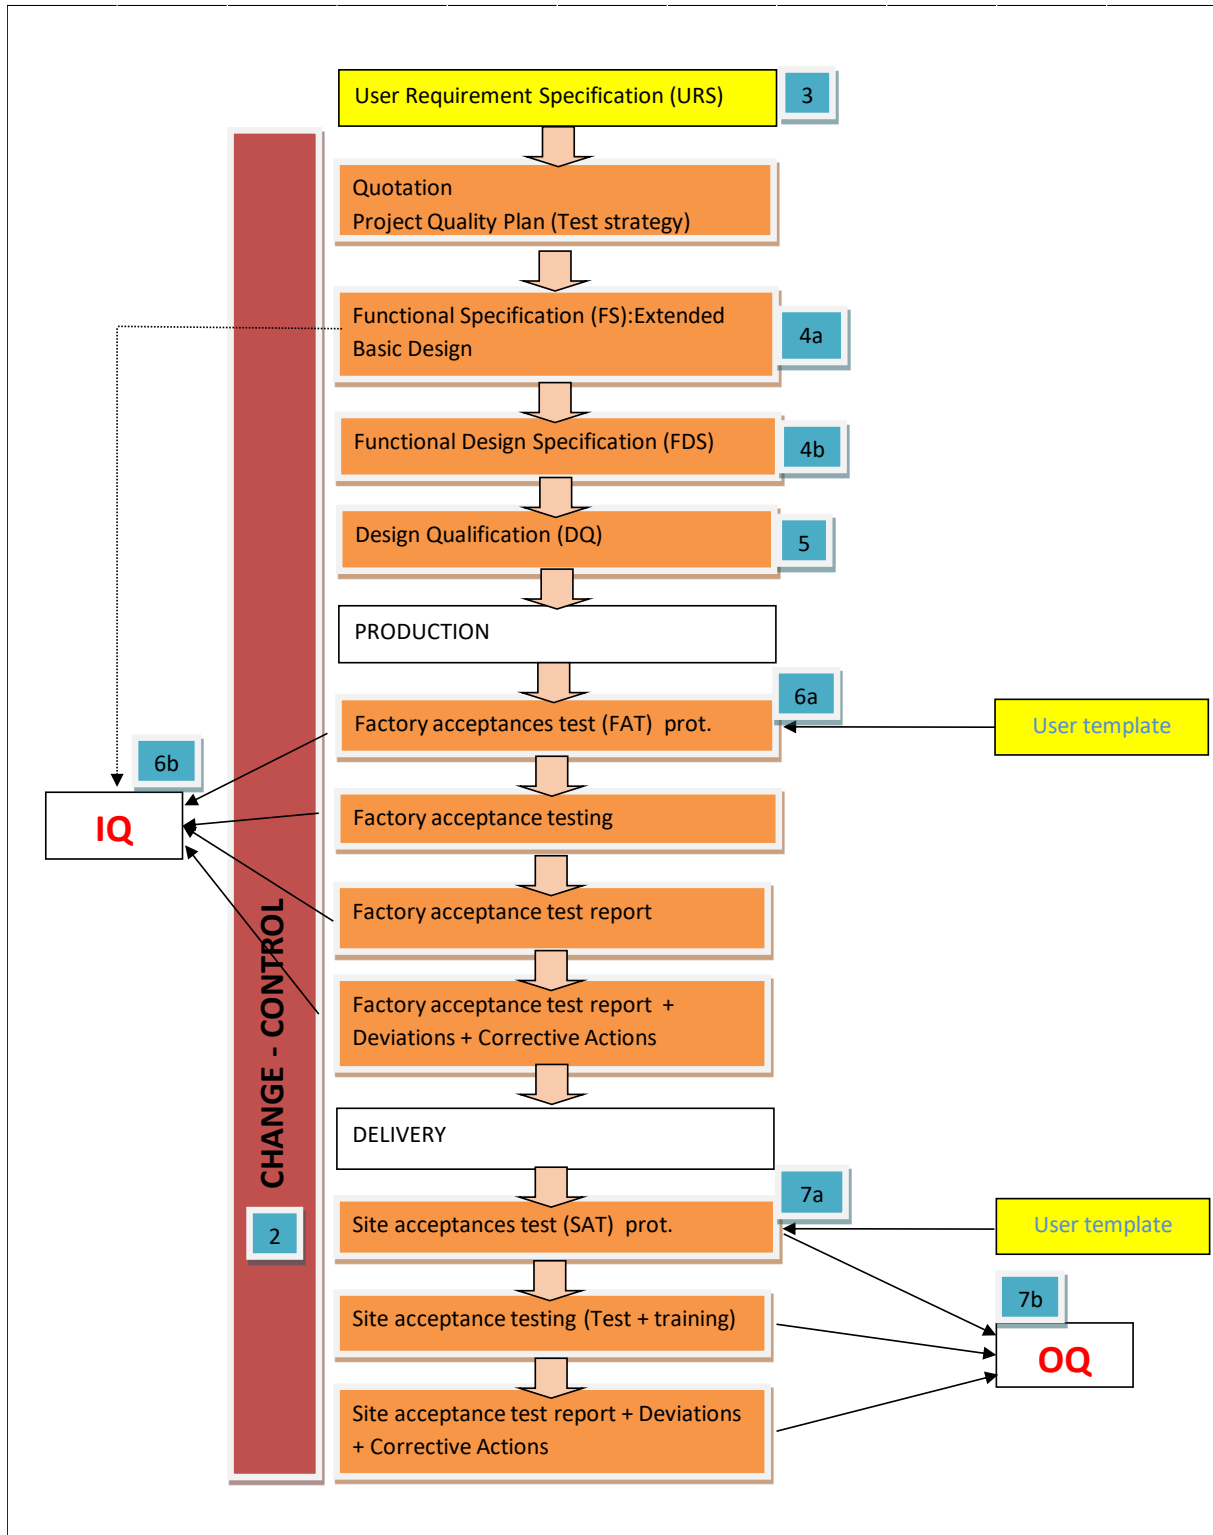 User Requirement Specification (URS)
3
Quotation
Project Quality Plan (Test strategy)
Functional Specification (FS):Extended
Basic Design
4a
Functional Design Specification (FDS)
4b
Design Qualification (DQ)
5
PRODUCTION
6a
Factory acceptances test (FAT) prot.
User template
6b
IQ
Factory acceptance testing
Factory acceptance test report
CHANGE - CONTROL
Factory acceptance test report +
Deviations + Corrective Actions
DELIVERY
7a
Site acceptances test (SAT) prot.
User template
2
7b
Site acceptance testing (Test + training)
OQ
Site acceptance test report + Deviations
+ Corrective Actions